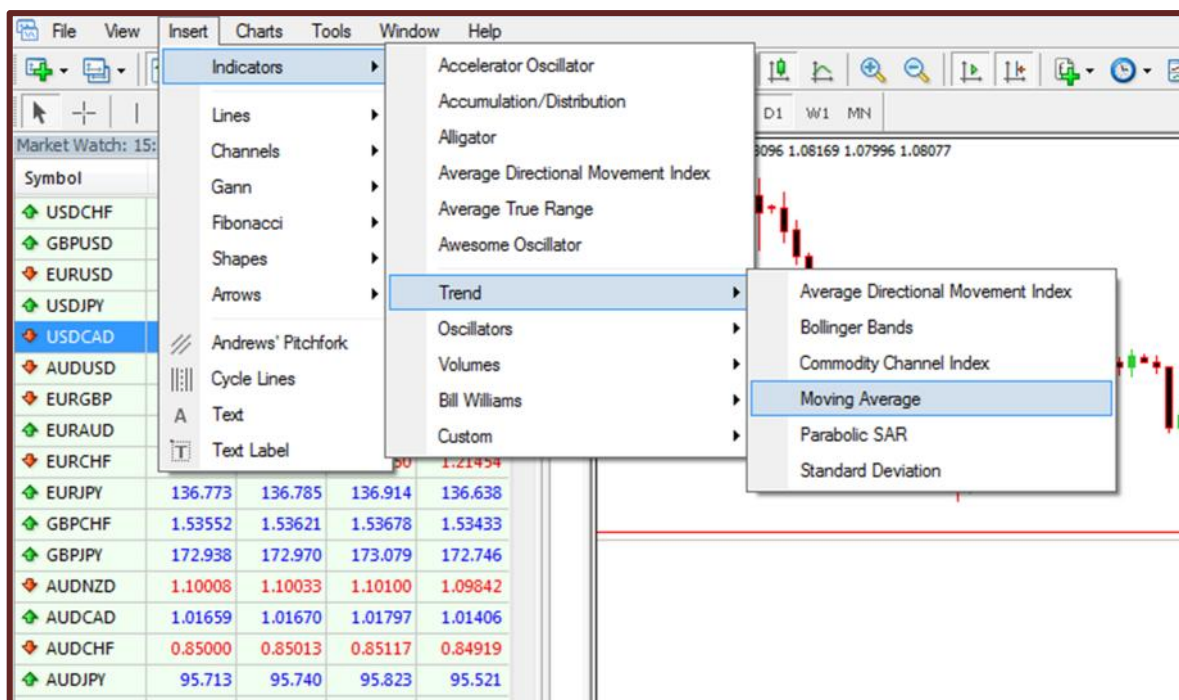 File View Insert Charts Tools Window Help
Indicators
Lines
Channels
Gann
Fibonacci
Shapes
Arrows
Andrews' Pitchfork
Cycle Lines
A Text
T Text Label
Accelerator Oscillator
Accumulation/Distribution
Alligator
Average Directional Movement Index
Average True Range
Awesome Oscillator
Trend
Oscillators
Volumes
Bill Williams
Custom
Average Directional Movement Index
Bollinger Bands
Commodity Channel Index
Moving Average
Parabolic SAR
Standard Deviation
D1 W1 MN
1.08169 1.07996 1.08077
Market Watch: 15:
Symbol
USDCHF
GBPUSD
EURUSD
USDJPY
USDCAD
AUDUSD
EURGBP
EURAUD
EURCHF 1.21454
EURJPY 136.773 136.785 136.914 136.638
GBPCHF 1.53552 1.53621 1.53678 1.53433
GBPJPY 172.938 172.970 173.079 172.746
AUDNZD 1.10008 1.10033 1.10100 1.09842
AUDCAD 1.01659 1.01670 1.01797 1.01406
AUDCHF 0.85000 0.85013 0.85117 0.84919
AUDJPY 95.713 95.740 95.823 95.521